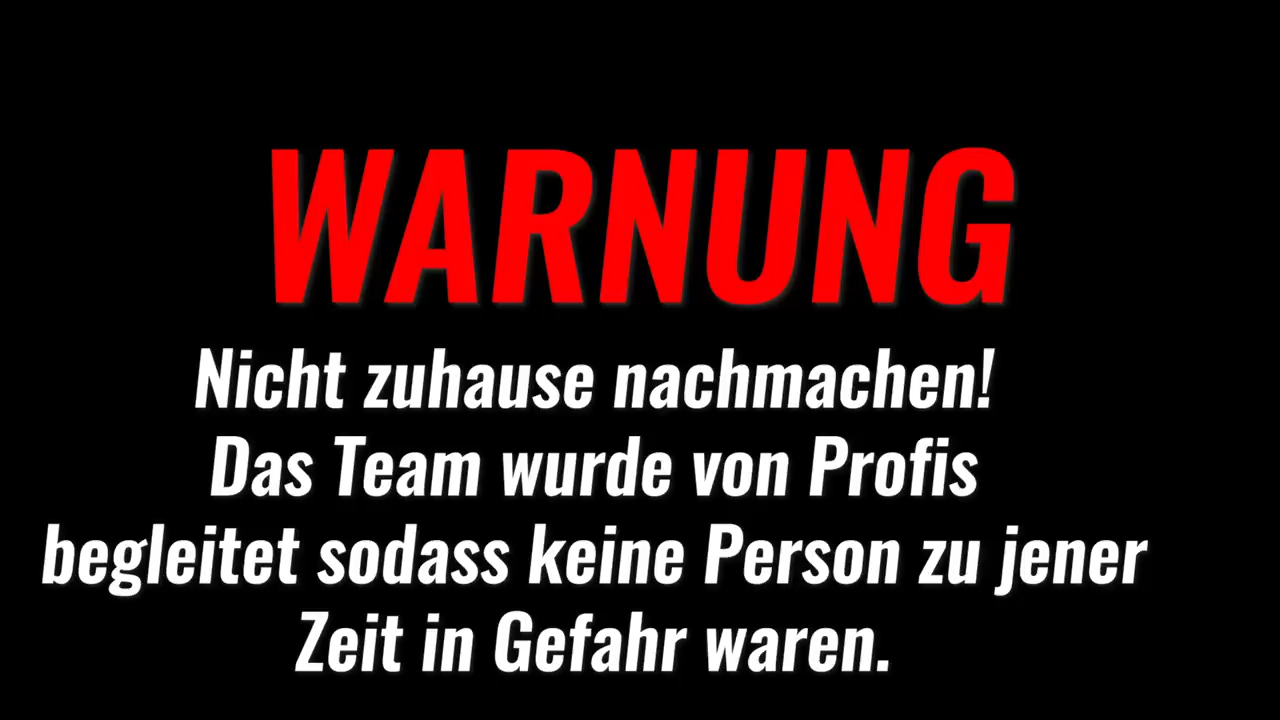 WARNUNG
Nicht zuhause nachmachen!
Das Team wurde von Profis
begleitet sodass keine Person zu jener
Zeit in Gefahr waren.